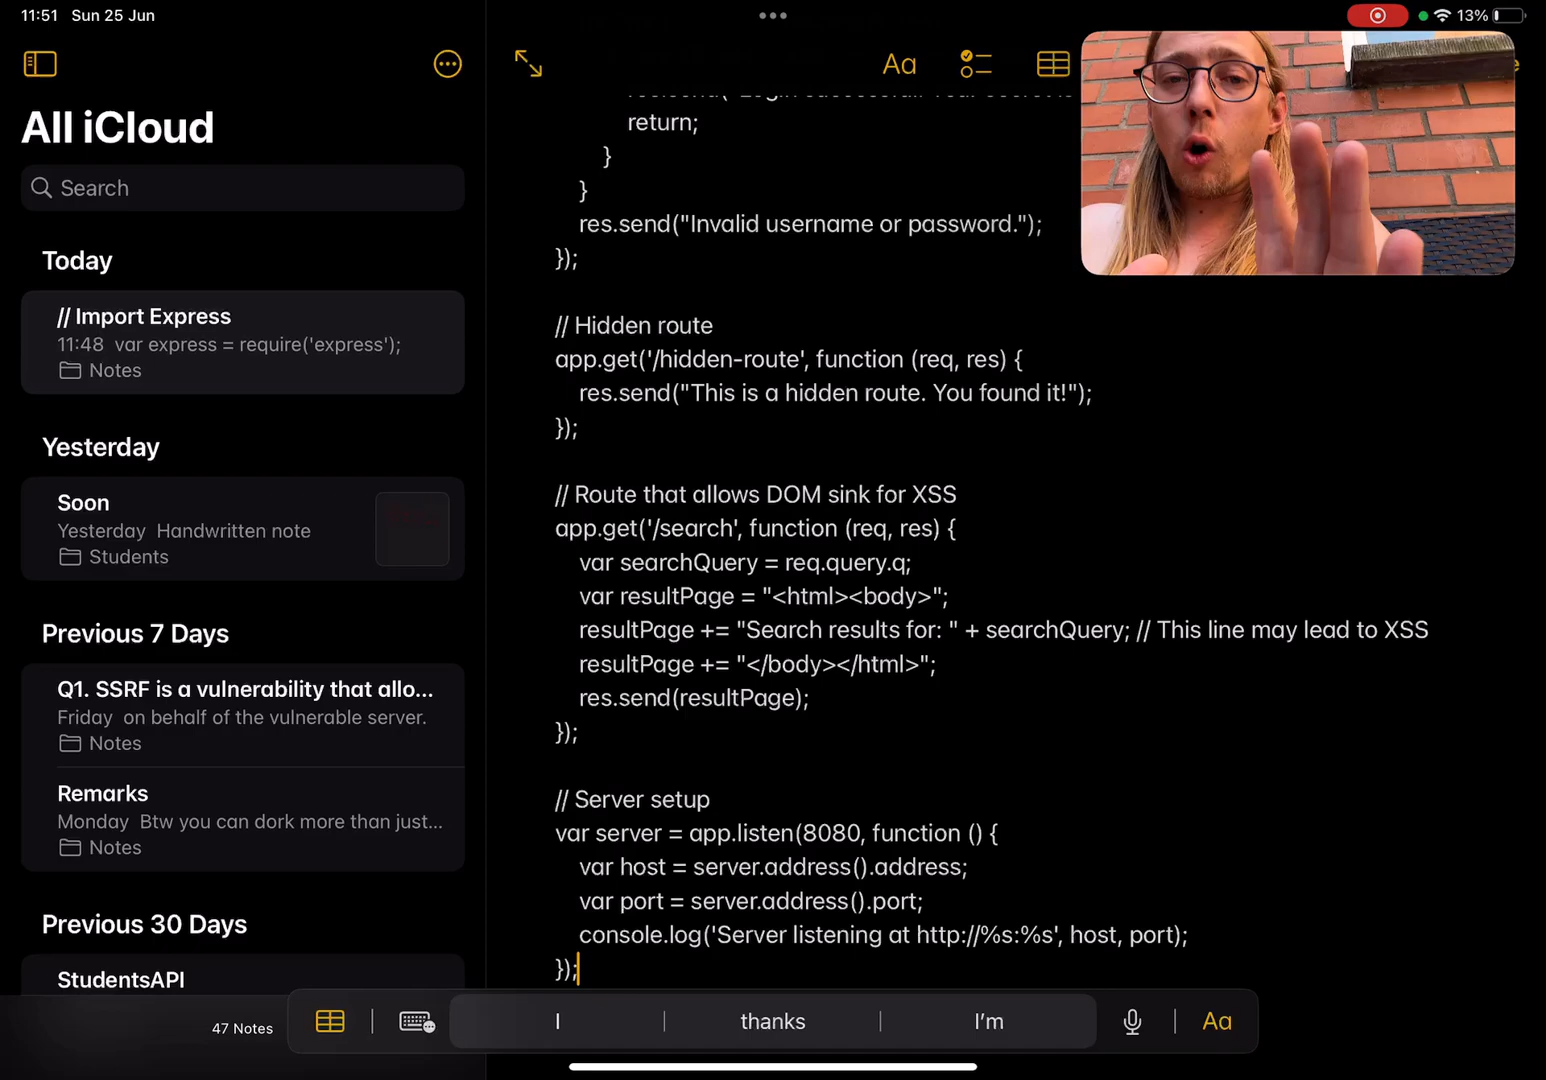 11:51 Sun 25 Jun
13%
All iCloud
Search
Today
// Import Express
11:48 var express = require('express');
Notes
Yesterday
Soon
Yesterday Handwritten note
Students
Previous 7 Days
Q1. SSRF is a vulnerability that allo...
Friday on behalf of the vulnerable server.
Notes
Remarks
Monday Btw you can dork more than just...
Notes
Previous 30 Days
StudentsAPI
47 Notes
Aa
return;
}
}
res.send("Invalid username or password.");
});
// Hidden route
app.get('/hidden-route', function (req, res) {
res.send("This is a hidden route. You found it!");
});
// Route that allows DOM sink for XSS
app.get('/search', function (req, res) {
var searchQuery = req.query.q;
var resultPage = "<html><body>";
resultPage += "Search results for: " + searchQuery; // This line may lead to XSS
resultPage += "</body></html>";
res.send(resultPage);
});
// Server setup
var server = app.listen(8080, function () {
var host = server.address().address;
var port = server.address().port;
console.log('Server listening at http://%s:%s', host, port);
});
I thanks I'm
Aa